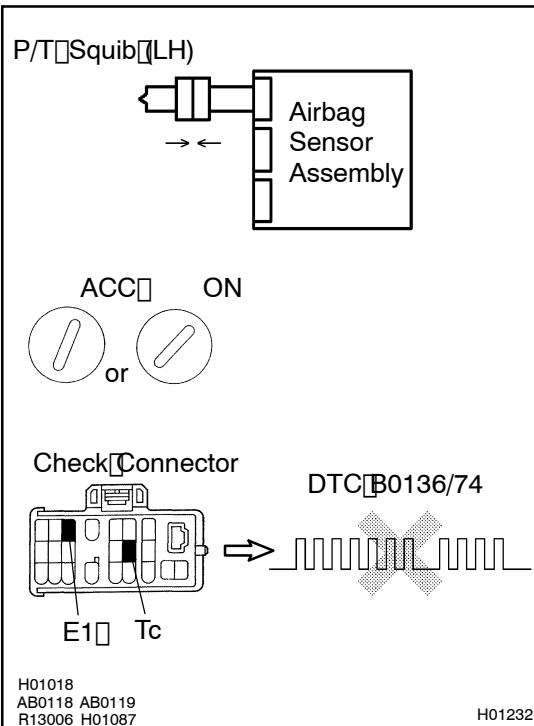 P/T Squib (LH)
Airbag
Sensor
Assembly
ACC ON
or
Check Connector
DTC B0136/74
E1 Tc
H01018
AB0118 AB0119
R13006 H01087
H01232